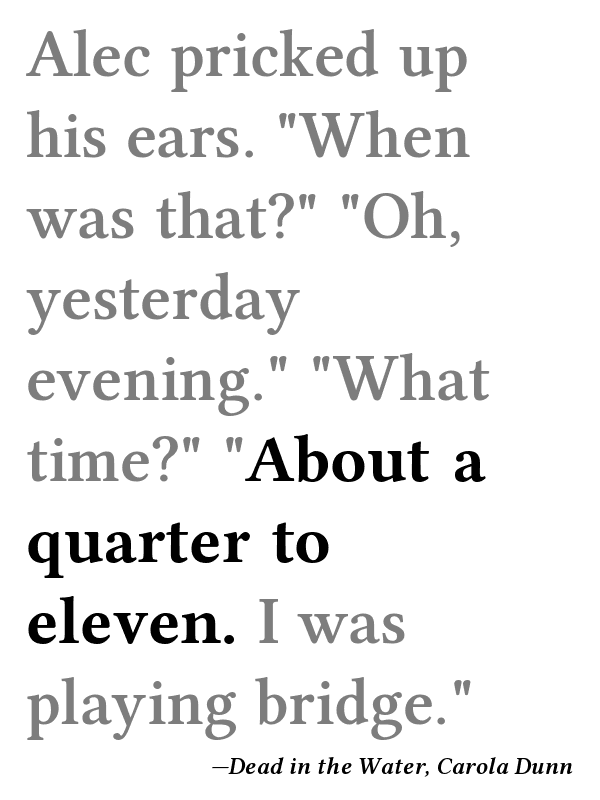 Alec pricked up
his ears. "When
was that?" "Oh,
yesterday
evening." "What
time?" "About a
quarter to
eleven. I was
playing bridge."
—Dead in the Water, Carola Dunn